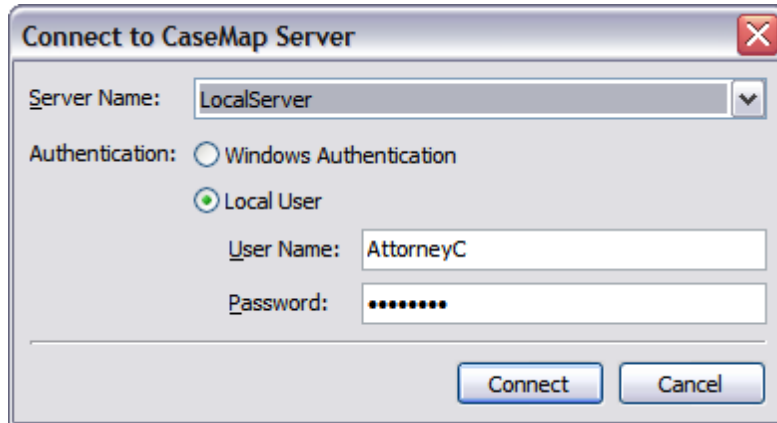 Connect to CaseMap Server
Server Name: LocalServer
Authentication: Windows Authentication
Local User
User Name: AttorneyC
Password: ••••••••
Connect Cancel